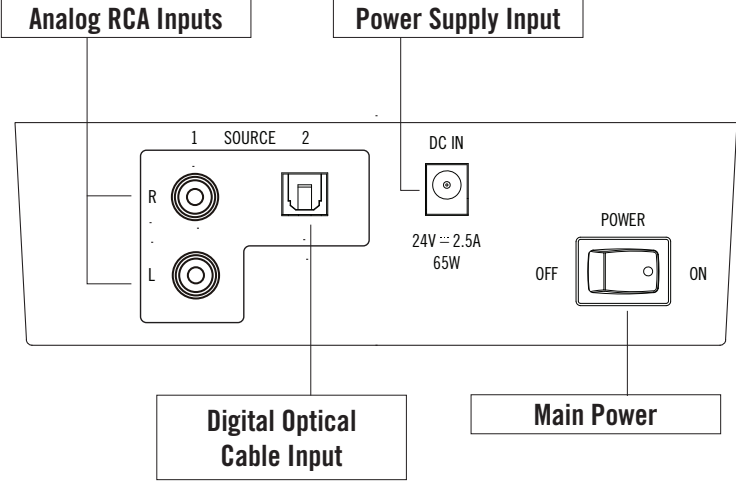 Analog RCA Inputs
Power Supply Input
1 SOURCE 2
DC IN
R
L
24V ⎓ 2.5A
65W
POWER
OFF
ON
Digital Optical
Cable Input
Main Power